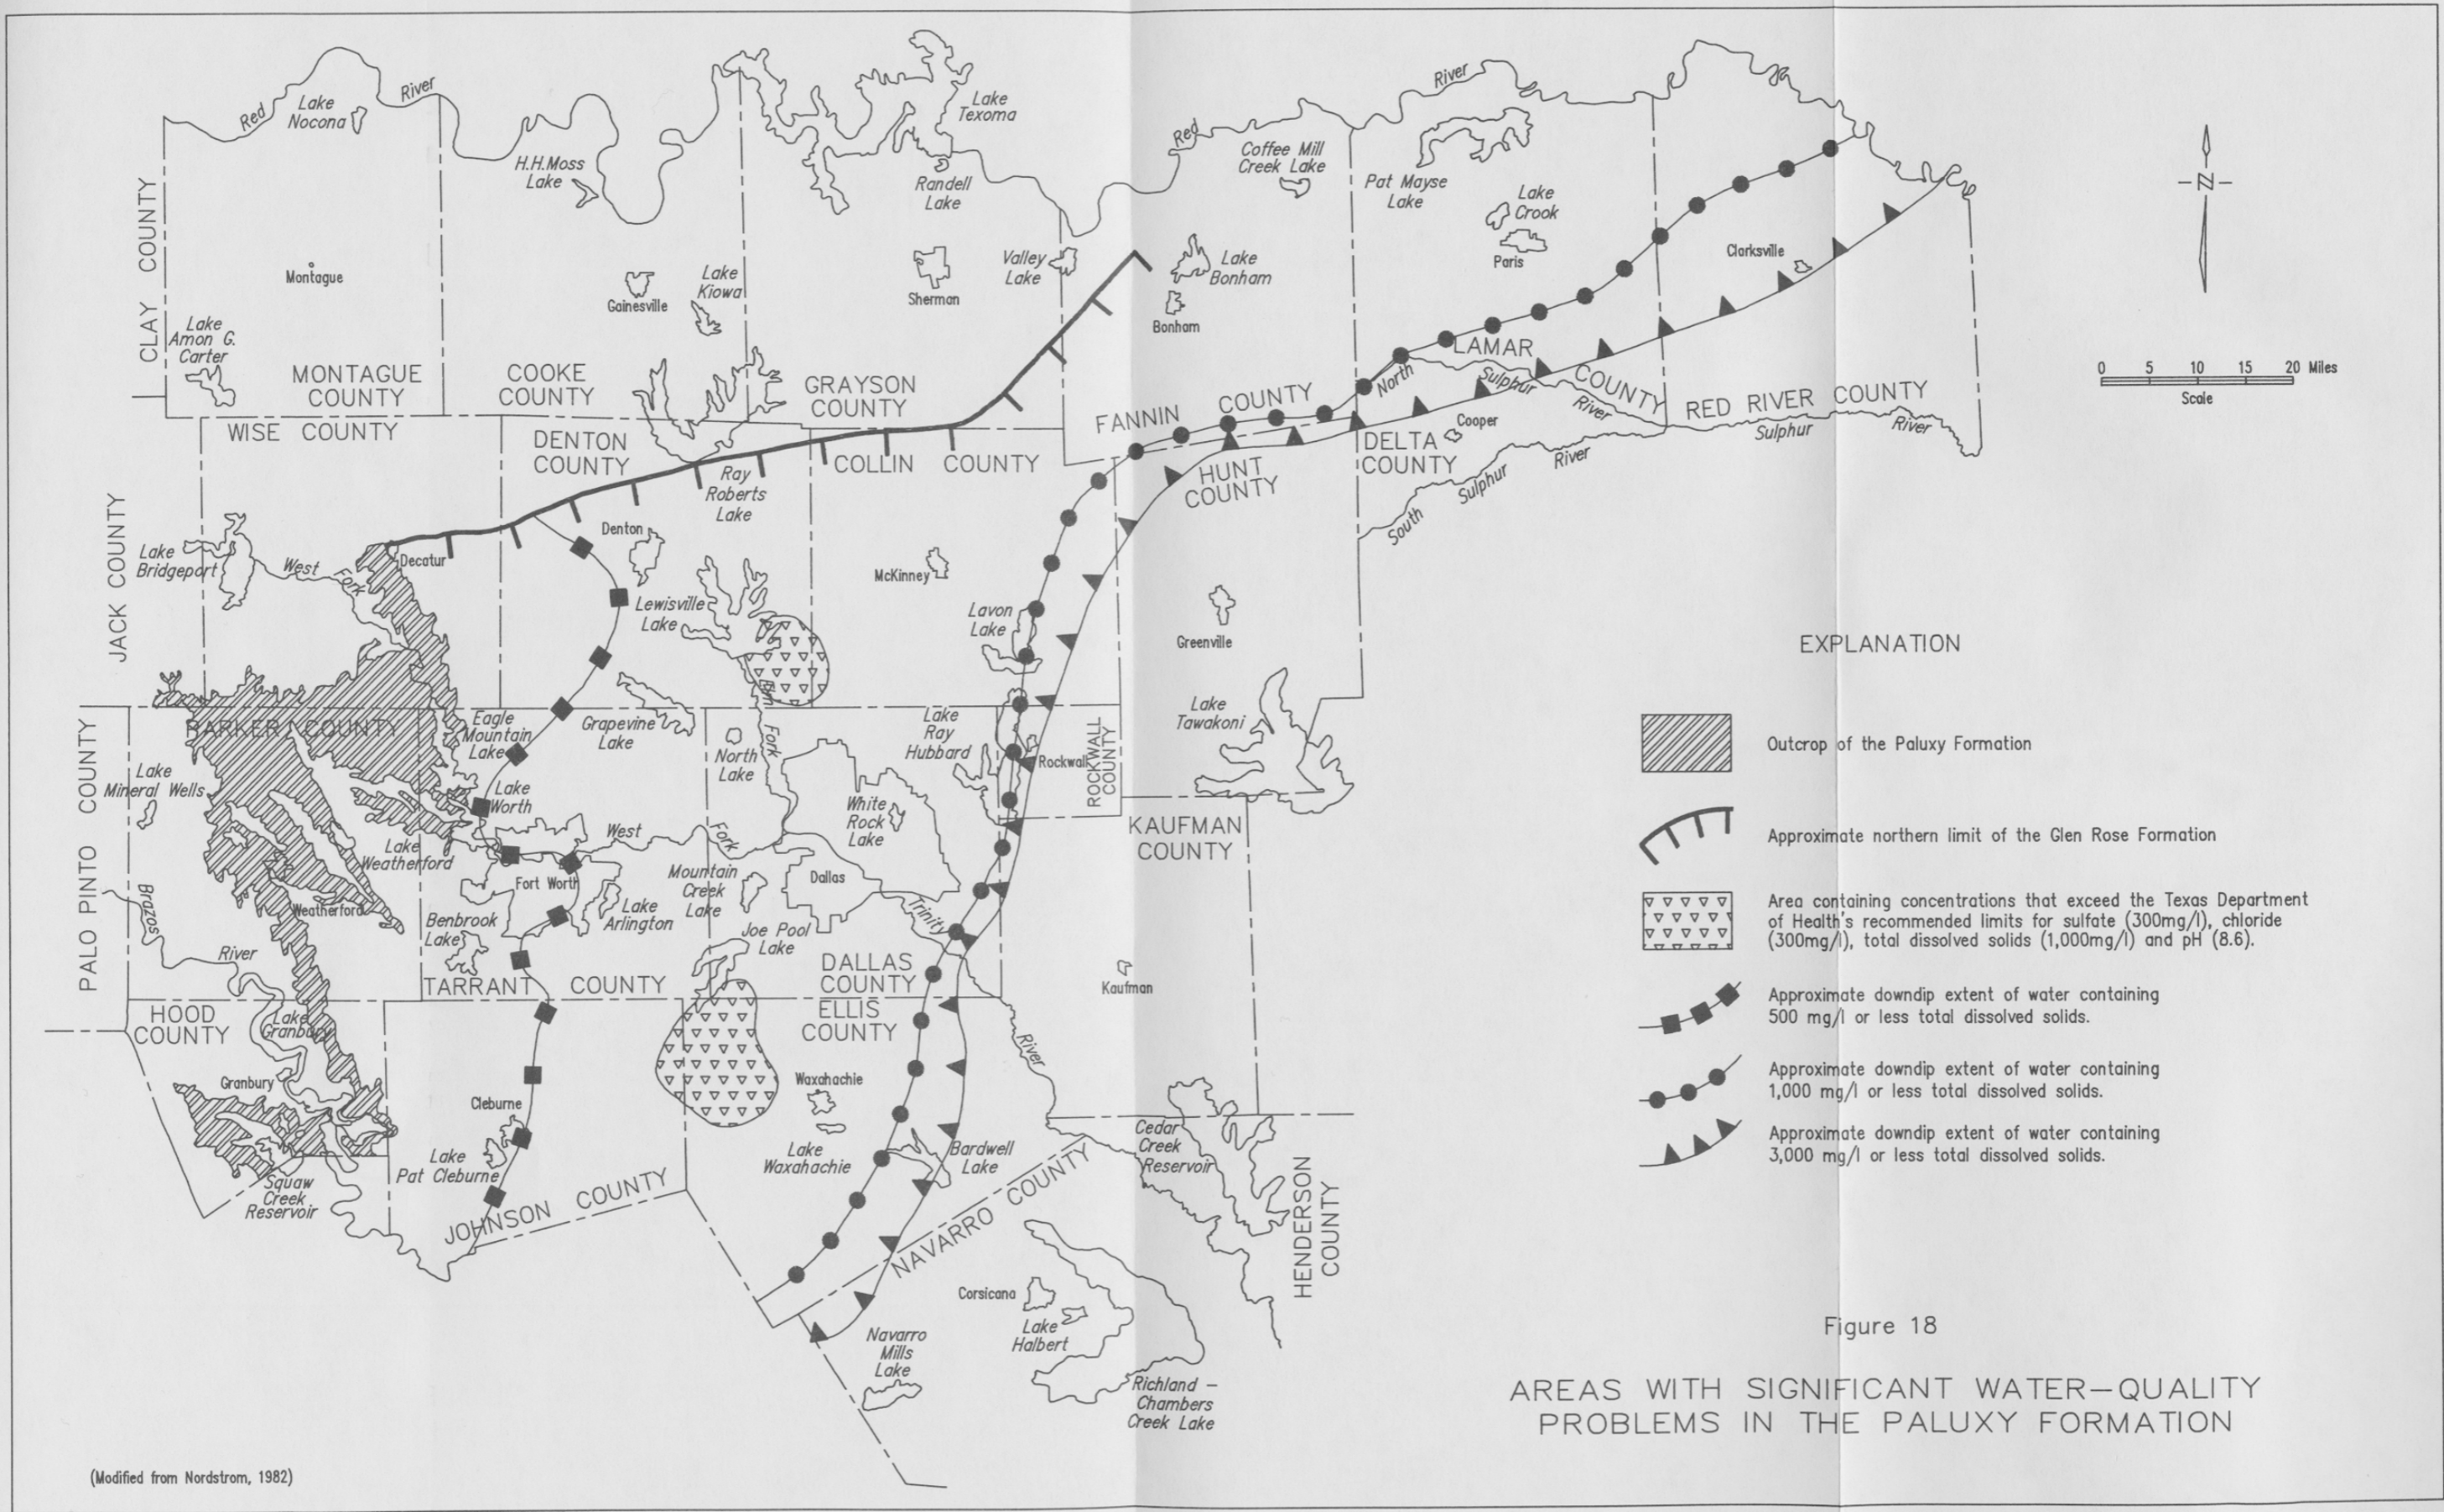 Red
River
Lake
Nocona
H.H.Moss
Lake
Lake
Texoma
Randell
Lake
Red
River
Coffee Mill
Creek Lake
Pat Mayse
Lake
Lake
Crook
Paris
Clarksville
-N-
CLAY COUNTY
Montague
Gainesville
Lake
Kiowa
Sherman
Valley
Lake
Lake
Bonham
Bonham
Lake
Amon G.
Carter
MONTAGUE
COUNTY
COOKE
COUNTY
GRAYSON
COUNTY
FANNIN COUNTY
LAMAR COUNTY
North Sulphur River
RED RIVER COUNTY
Sulphur River
0 5 10 15 20 Miles
Scale
WISE COUNTY
DENTON
COUNTY
COLLIN COUNTY
HUNT
COUNTY
DELTA
COUNTY
Cooper
South Sulphur River
Ray
Roberts
Lake
JACK COUNTY
Lake
Bridgeport
West Fork
Decatur
Denton
Lewisville
Lake
McKinney
Lavon
Lake
Greenville
PARKER COUNTY
Eagle
Mountain
Lake
Grapevine
Lake
Elm Fork
North
Lake
Lake
Ray
Hubbard
Rockwall
ROCKWALL
COUNTY
Lake
Tawakoni
PALO PINTO COUNTY
Lake
Mineral Wells
Lake
Worth
White
Rock
Lake
KAUFMAN
COUNTY
Lake
Weatherford
West Fork
Fort Worth
Mountain
Creek
Lake
Dallas
Brazos
River
Weatherford
Benbrook
Lake
Lake
Arlington
Joe Pool
Lake
Trinity
River
TARRANT COUNTY
DALLAS
COUNTY
Kaufman
HOOD
COUNTY
Lake
Granbury
ELLIS
COUNTY
Granbury
Cleburne
Waxahachie
Lake
Pat Cleburne
Lake
Waxahachie
Bardwell
Lake
Cedar
Creek
Reservoir
Squaw
Creek
Reservoir
JOHNSON COUNTY
NAVARRO COUNTY
HENDERSON
COUNTY
Corsicana
Lake
Halbert
Navarro
Mills
Lake
Richland –
Chambers
Creek Lake
EXPLANATION
Outcrop of the Paluxy Formation
Approximate northern limit of the Glen Rose Formation
Area containing concentrations that exceed the Texas Department
of Health's recommended limits for sulfate (300mg/l), chloride
(300mg/l), total dissolved solids (1,000mg/l) and pH (8.6).
Approximate downdip extent of water containing
500 mg/l or less total dissolved solids.
Approximate downdip extent of water containing
1,000 mg/l or less total dissolved solids.
Approximate downdip extent of water containing
3,000 mg/l or less total dissolved solids.
Figure 18
AREAS WITH SIGNIFICANT WATER–QUALITY
PROBLEMS IN THE PALUXY FORMATION
(Modified from Nordstrom, 1982)